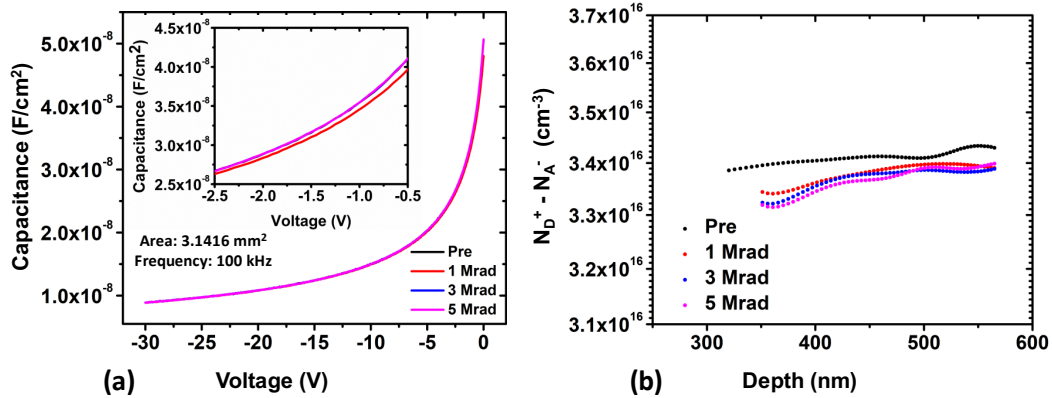 Capacitance (F/cm²)
5.0x10⁻⁸
4.0x10⁻⁸
3.0x10⁻⁸
2.0x10⁻⁸
1.0x10⁻⁸
-30 -25 -20 -15 -10 -5 0
(a) Voltage (V)
Capacitance (F/cm²)
4.5x10⁻⁸
4.0x10⁻⁸
3.5x10⁻⁸
3.0x10⁻⁸
2.5x10⁻⁸
-2.5 -2.0 -1.5 -1.0 -0.5
Voltage (V)
Area: 3.1416 mm²
Frequency: 100 kHz
Pre
1 Mrad
3 Mrad
5 Mrad
N_D⁺ - N_A⁻ (cm⁻³)
3.7x10¹⁶
3.6x10¹⁶
3.5x10¹⁶
3.4x10¹⁶
3.3x10¹⁶
3.2x10¹⁶
3.1x10¹⁶
Pre
1 Mrad
3 Mrad
5 Mrad
300 400 500 600
(b) Depth (nm)